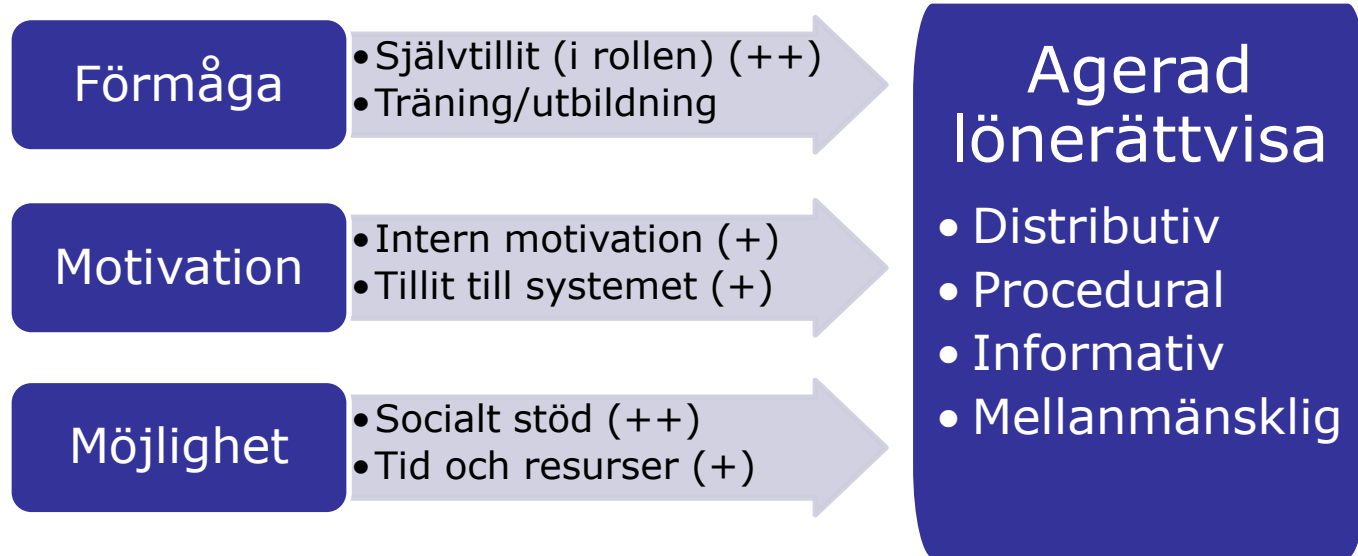 Förmåga
• Självtillit (i rollen) (++)
• Träning/utbildning
Motivation
• Intern motivation (+)
• Tillit till systemet (+)
Möjlighet
• Socialt stöd (++)
• Tid och resurser (+)
Agerad
lönerättvisa
• Distributiv
• Procedural
• Informativ
• Mellanmänsklig